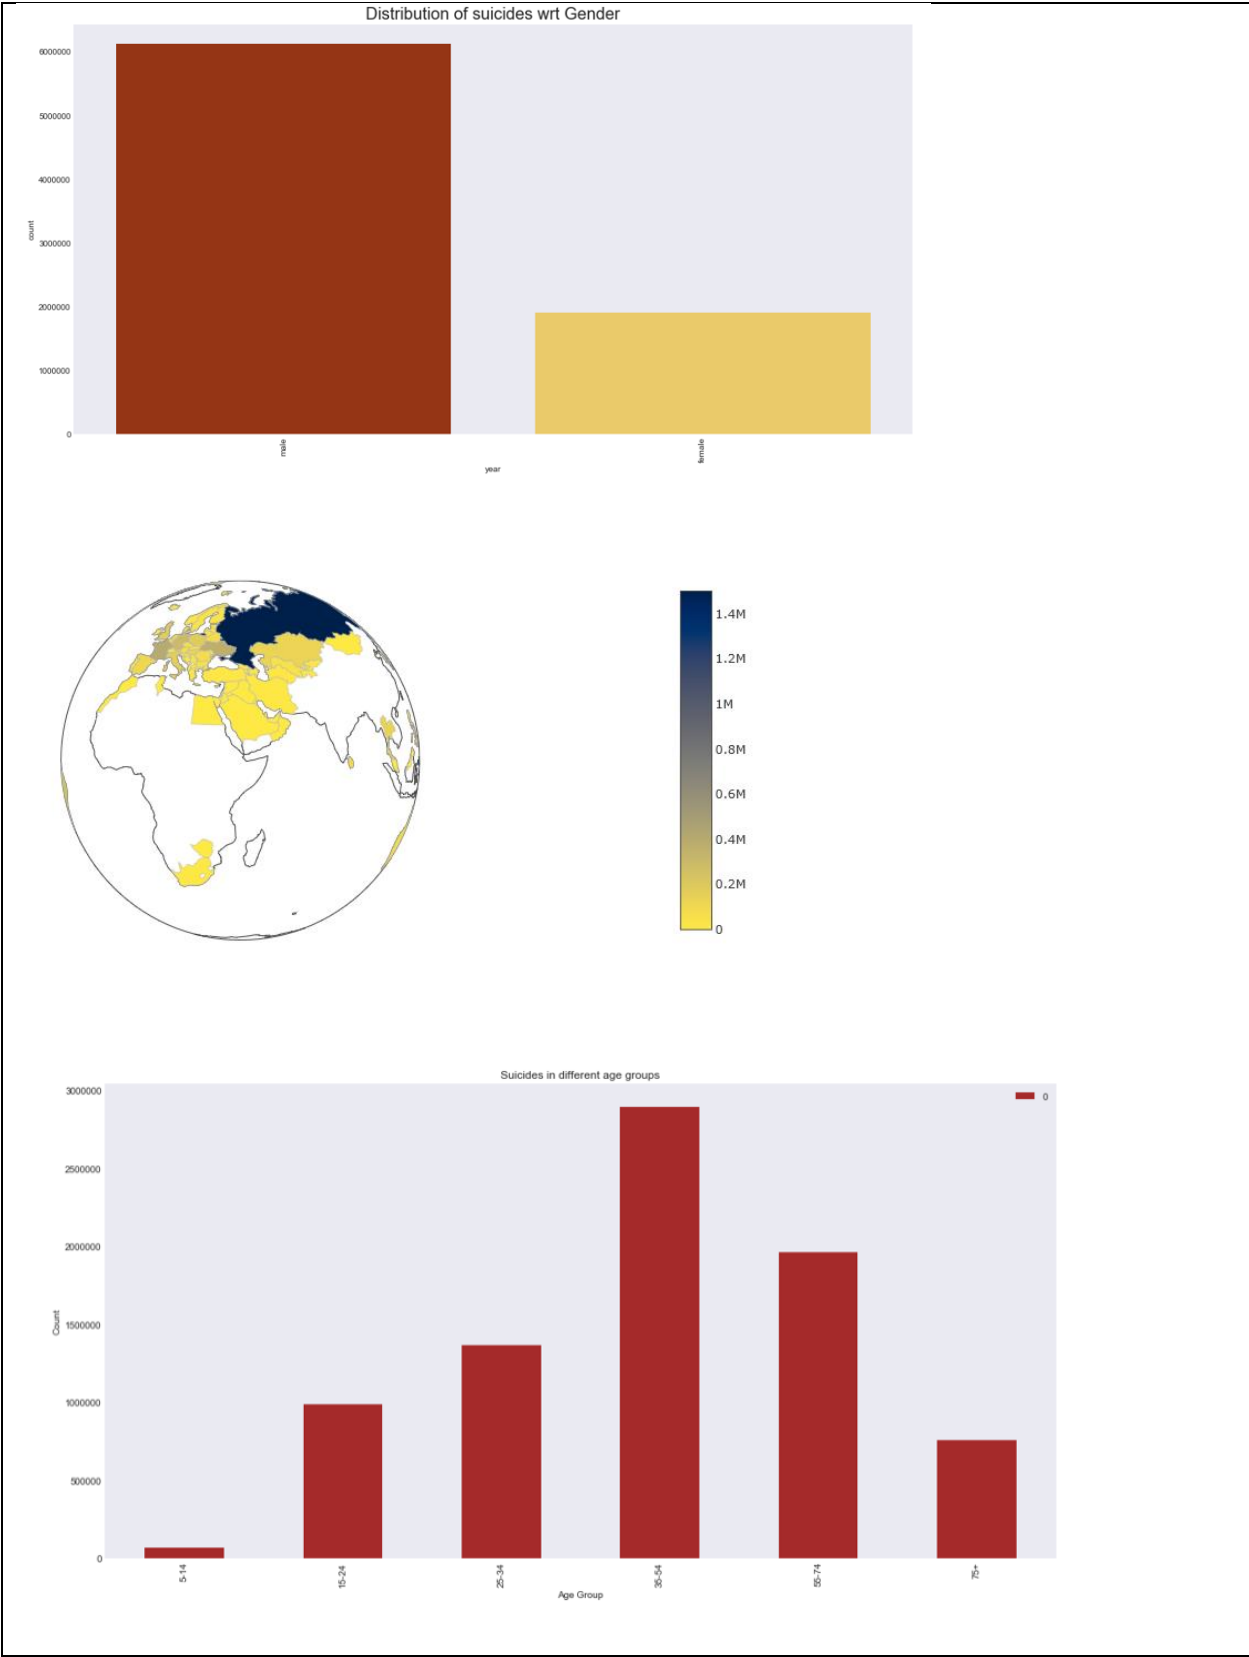 Distribution of suicides wrt Gender
6000000
5000000
4000000
3000000
2000000
1000000
0
count
male
female
year
1.4M
1.2M
1M
0.8M
0.6M
0.4M
0.2M
0
Suicides in different age groups
0
3000000
2500000
2000000
1500000
1000000
500000
0
Count
5-14
15-24
25-34
35-54
55-74
75+
Age Group